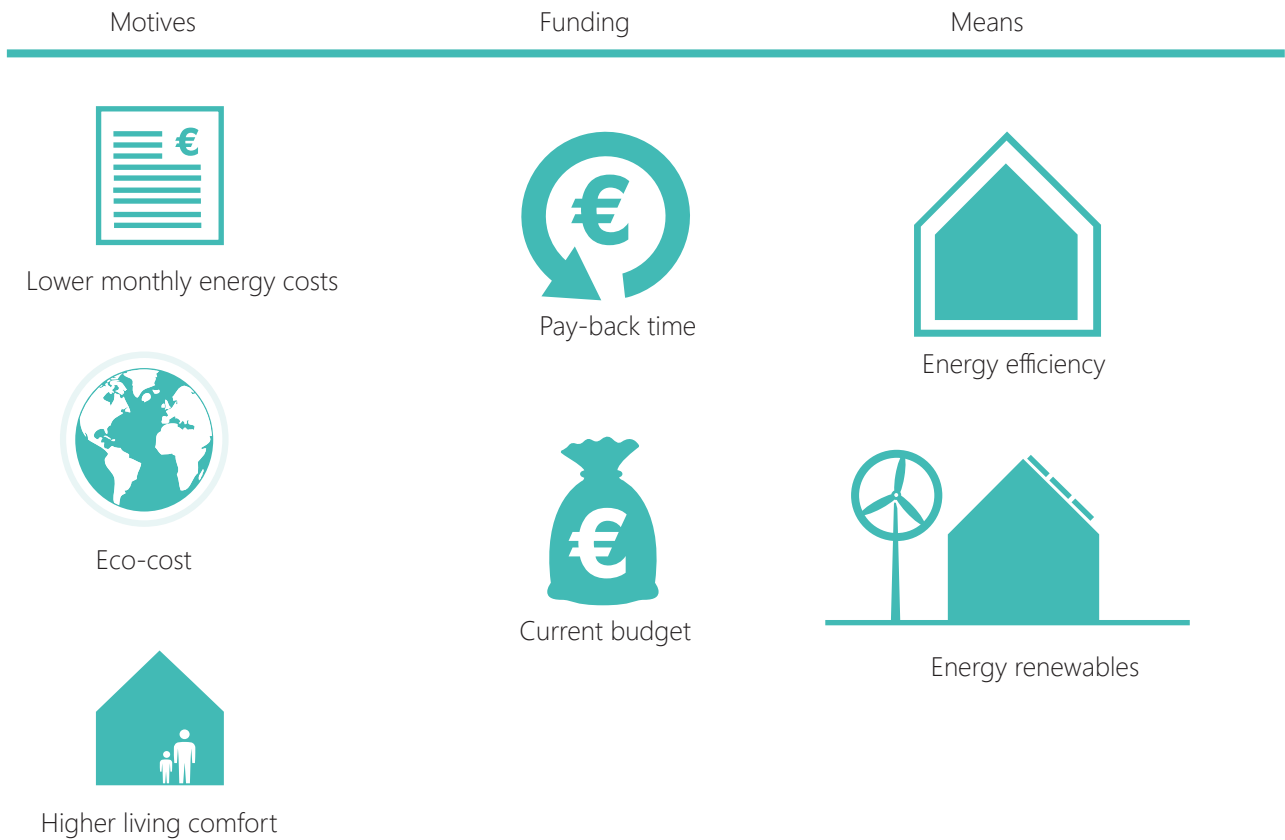 Motives
Funding
Means
€
Lower monthly energy costs
Eco-cost
Higher living comfort
€
Pay-back time
€
Current budget
Energy efficiency
Energy renewables